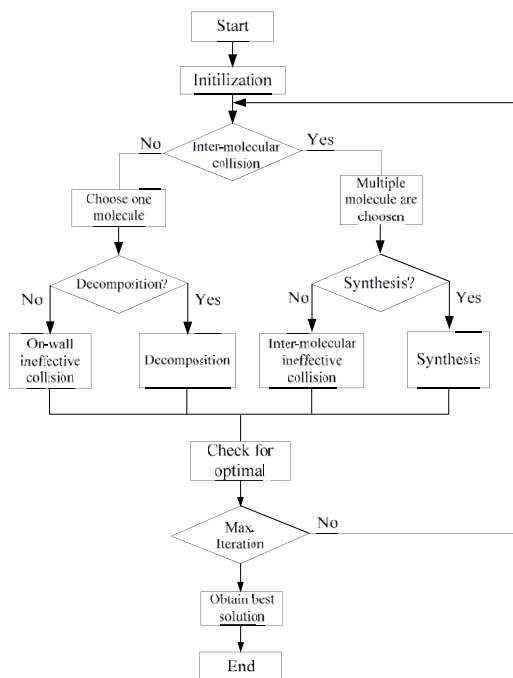 Start
Initilization
No
Inter-molecular
collision
Yes
Choose one
molecule
Multiple
molecule are
choosen
Decomposition?
Synthesis?
No
Yes
No
Yes
On-wall
ineffective
collision
Decomposition
Inter-molecular
ineffective
collision
Synthesis
Check for
optimal
Max.
Iteration
No
Obtain best
solution
End